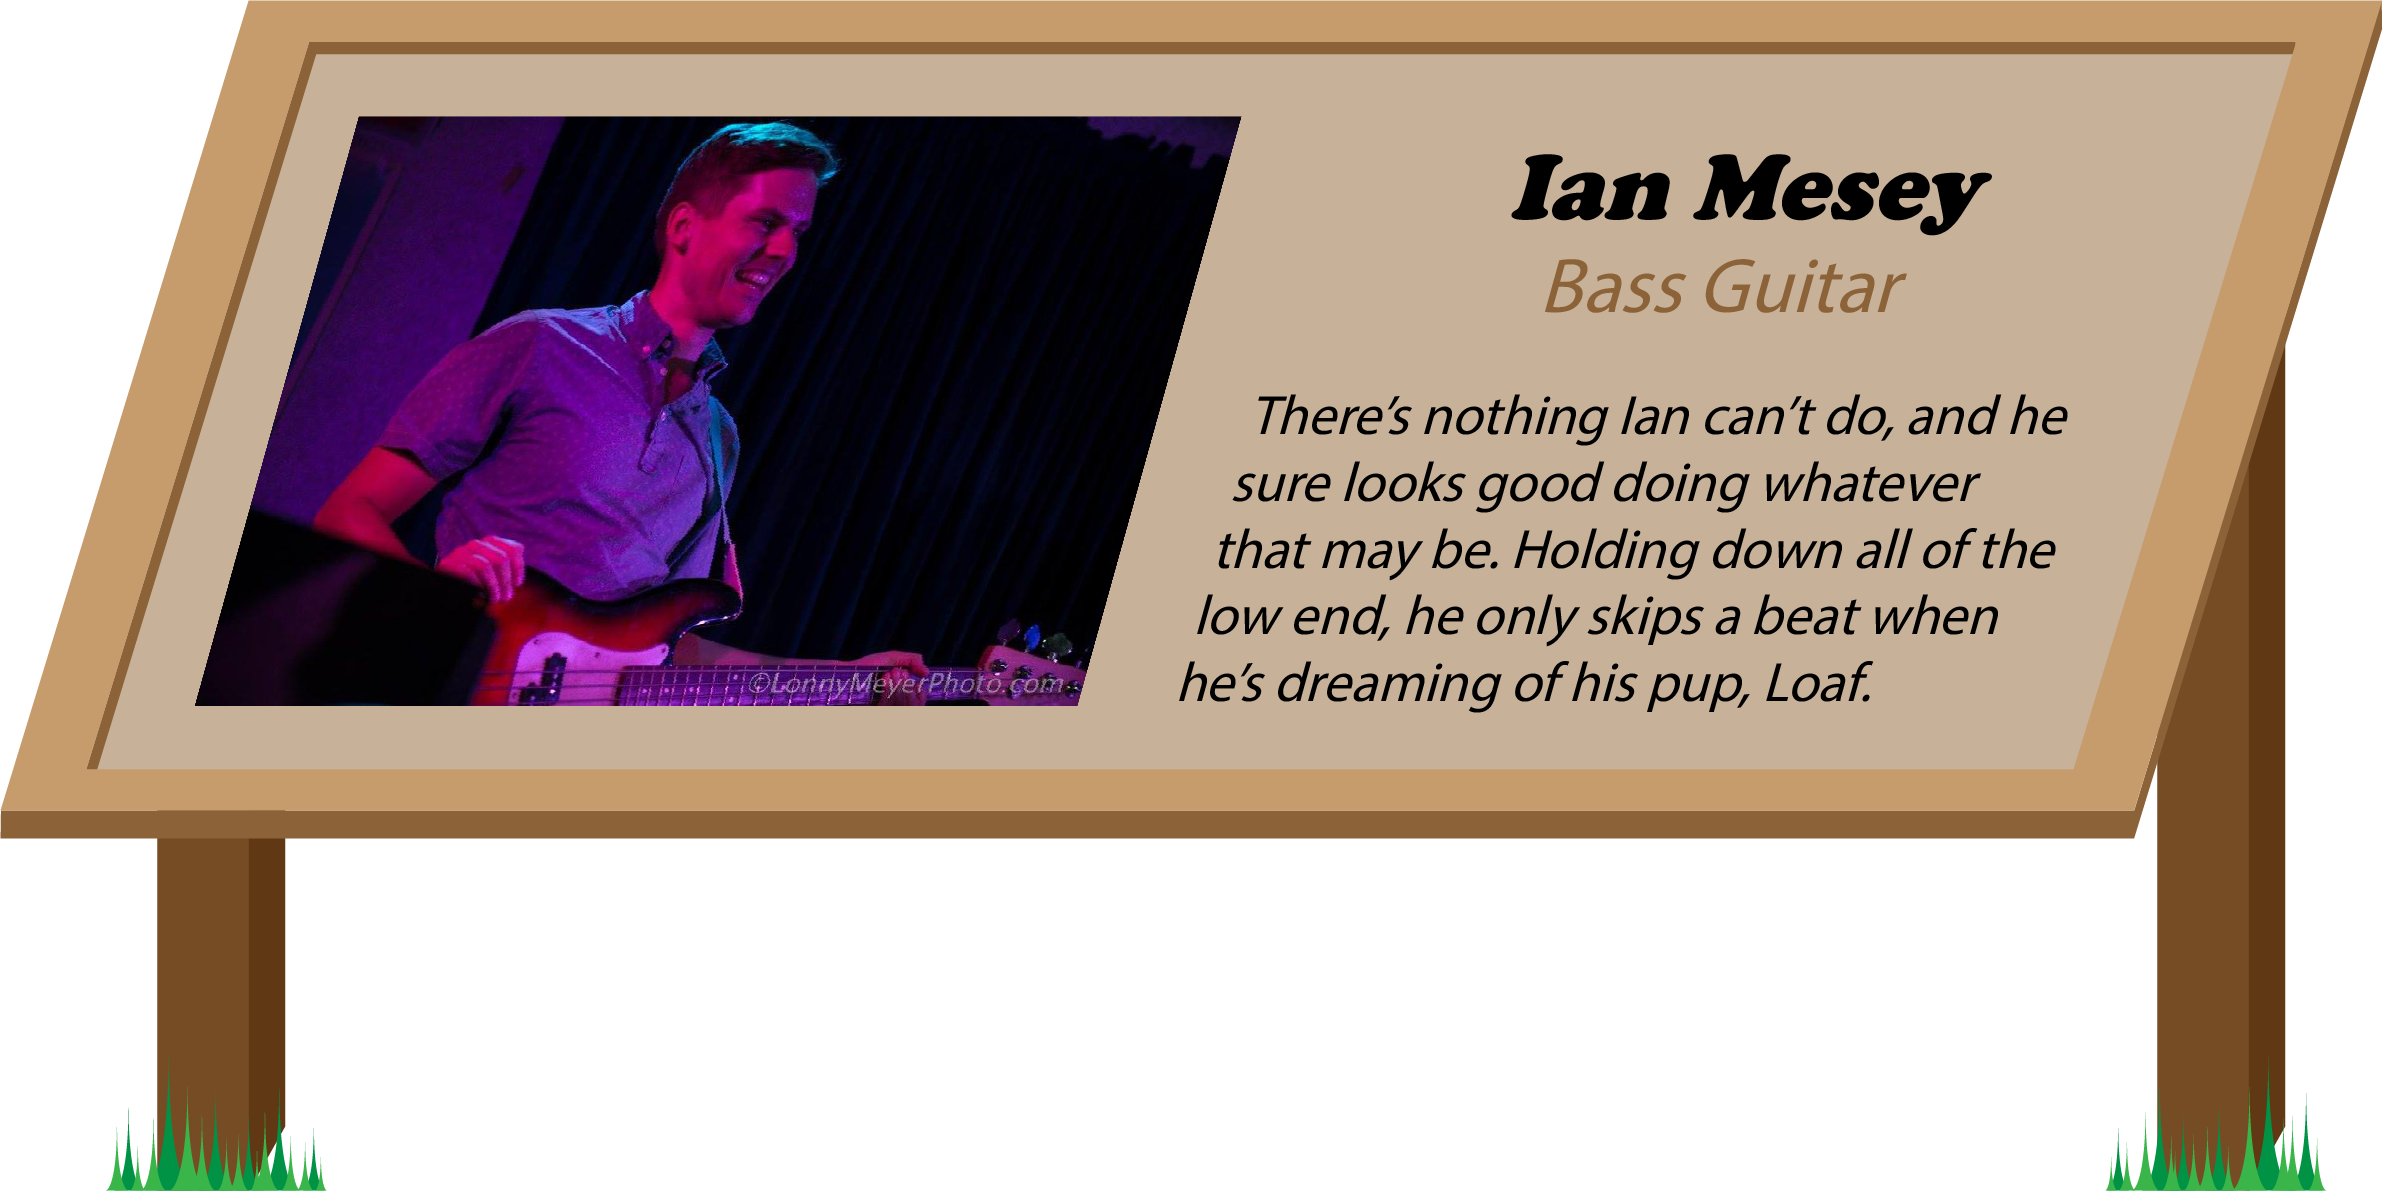 Ian Mesey
Bass Guitar
There’s nothing Ian can’t do, and he
sure looks good doing whatever
that may be. Holding down all of the
low end, he only skips a beat when
he’s dreaming of his pup, Loaf.
©LonnyMeyerPhoto.com